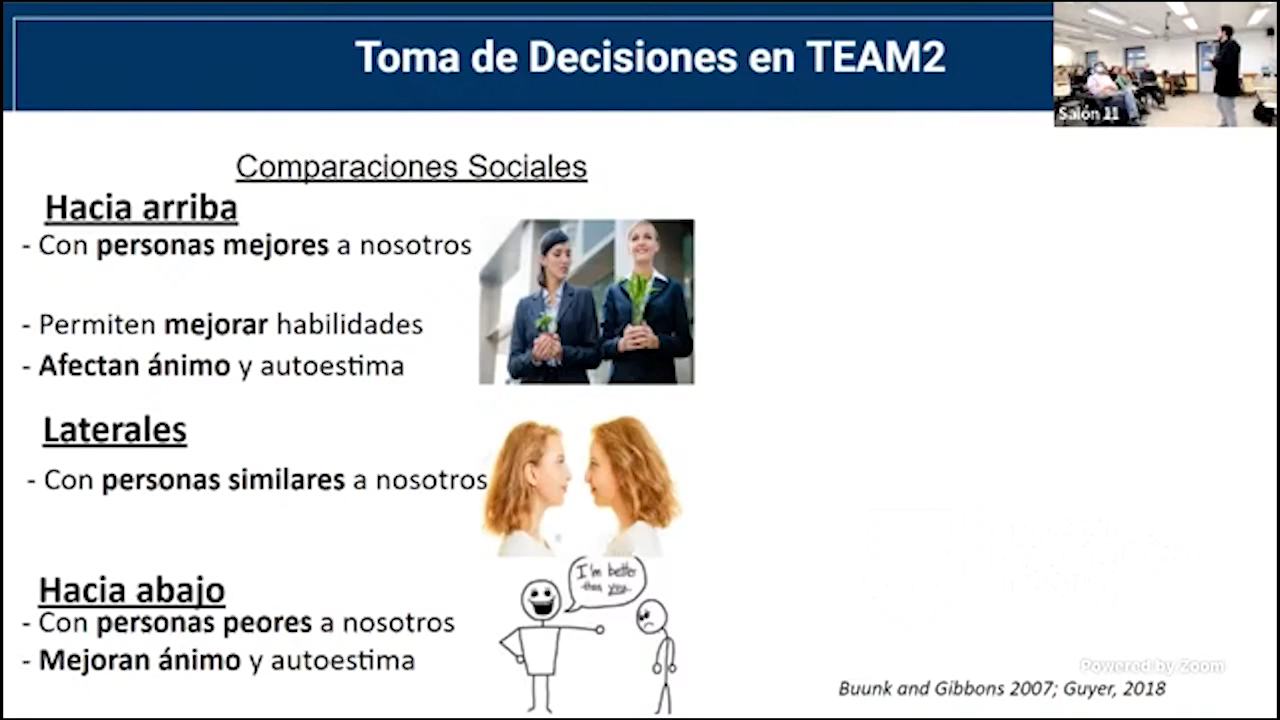 Toma de Decisiones en TEAM2
Salón 11
Comparaciones Sociales
Hacia arriba
- Con personas mejores a nosotros
- Permiten mejorar habilidades
- Afectan ánimo y autoestima
Laterales
- Con personas similares a nosotros
Hacia abajo
- Con personas peores a nosotros
- Mejoran ánimo y autoestima
I'm better
than you
Powered by Zoom
Buunk and Gibbons 2007; Guyer, 2018